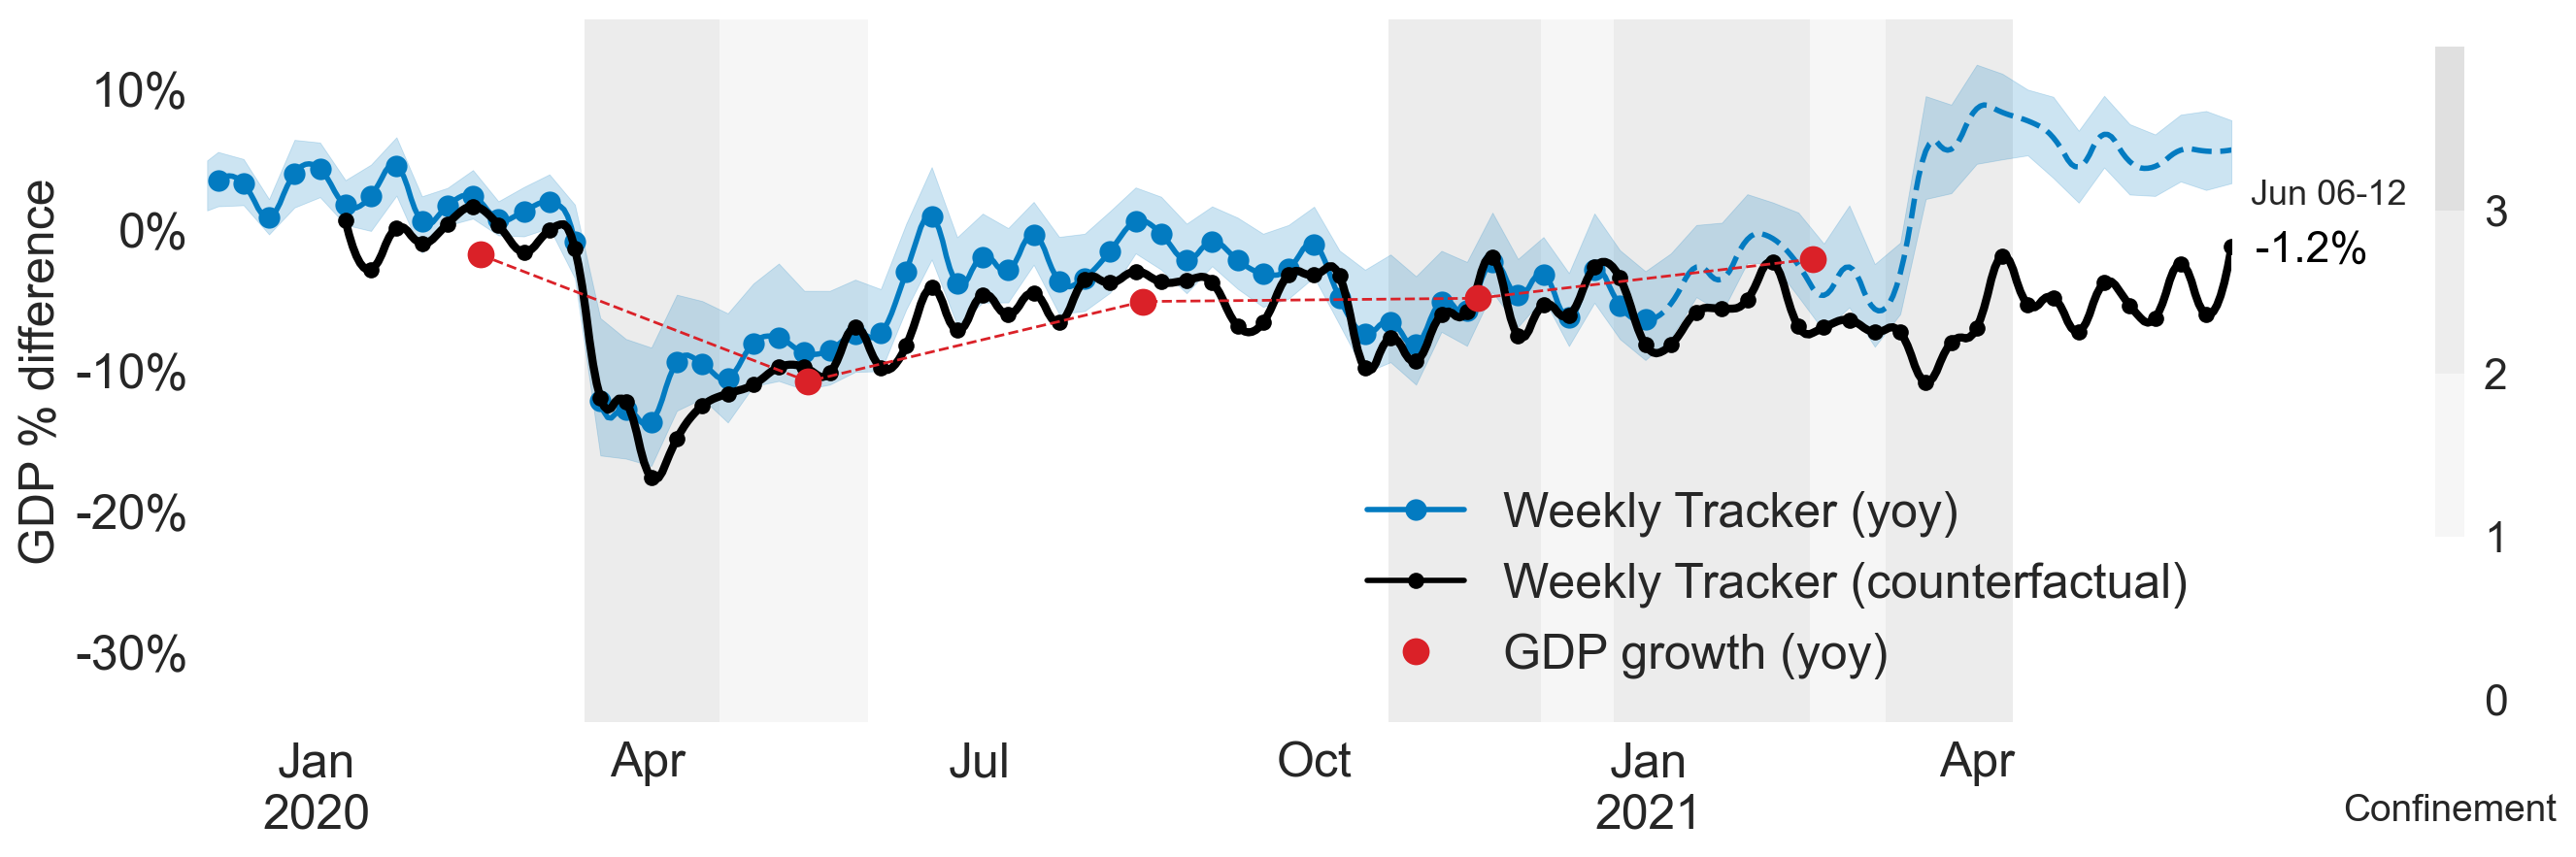 GDP % difference
10%
0%
-10%
-20%
-30%
Jan
2020
Apr
Jul
Oct
Jan
2021
Apr
Weekly Tracker (yoy)
Weekly Tracker (counterfactual)
GDP growth (yoy)
Jun 06-12
-1.2%
3
2
1
0
Confinement